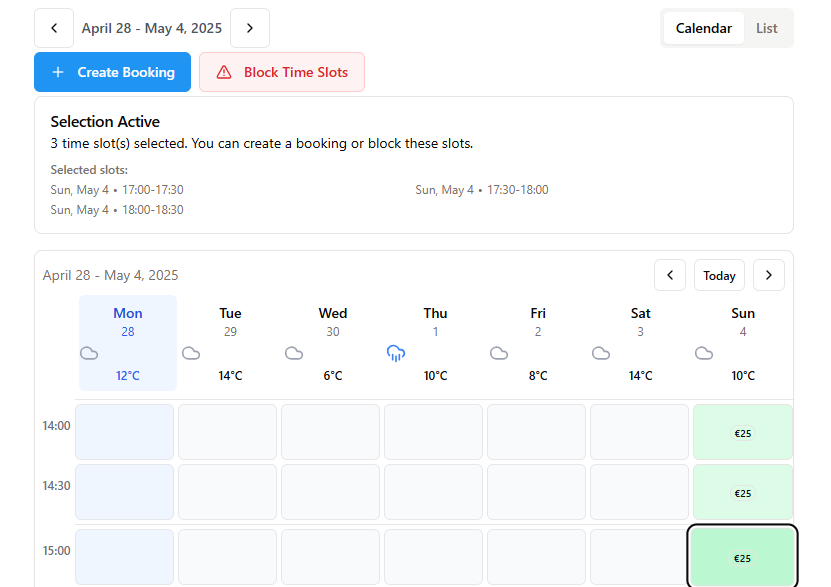 April 28 - May 4, 2025
Calendar List
+ Create Booking Block Time Slots
Selection Active
3 time slot(s) selected. You can create a booking or block these slots.
Selected slots:
Sun, May 4 • 17:00-17:30 Sun, May 4 • 17:30-18:00
Sun, May 4 • 18:00-18:30
April 28 - May 4, 2025 Today
Mon Tue Wed Thu Fri Sat Sun
28 29 30 1 2 3 4
12°C 14°C 6°C 10°C 8°C 14°C 10°C
14:00 €25
14:30 €25
15:00 €25